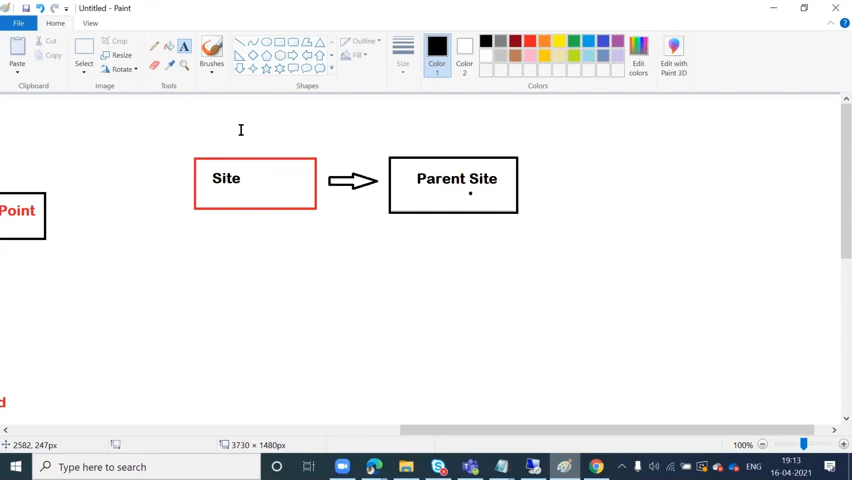 Untitled - Paint
File
Home
View
Paste
Cut
Copy
Clipboard
Select
Crop
Resize
Rotate
Image
A
Tools
Brushes
Shapes
Outline
Fill
Size
Color
1
Color
2
Colors
Edit
colors
Edit with
Paint 3D
Site
Parent Site
Point
d
2582, 247px
3730 × 1480px
100%
Type here to search
ENG
19:13
16-04-2021